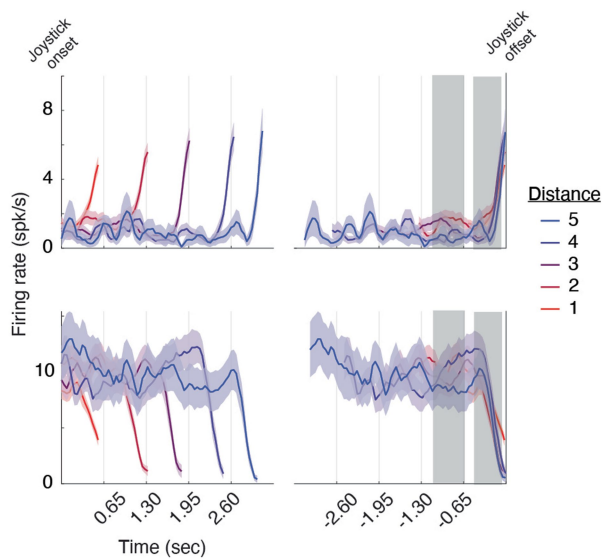 Joystick
onset
Joystick
offset
8
4
0
Distance
5
4
3
2
1
Firing rate (spk/s)
10
0
0.65
1.30
1.95
2.60
-2.60
-1.95
-1.30
-0.65
Time (sec)